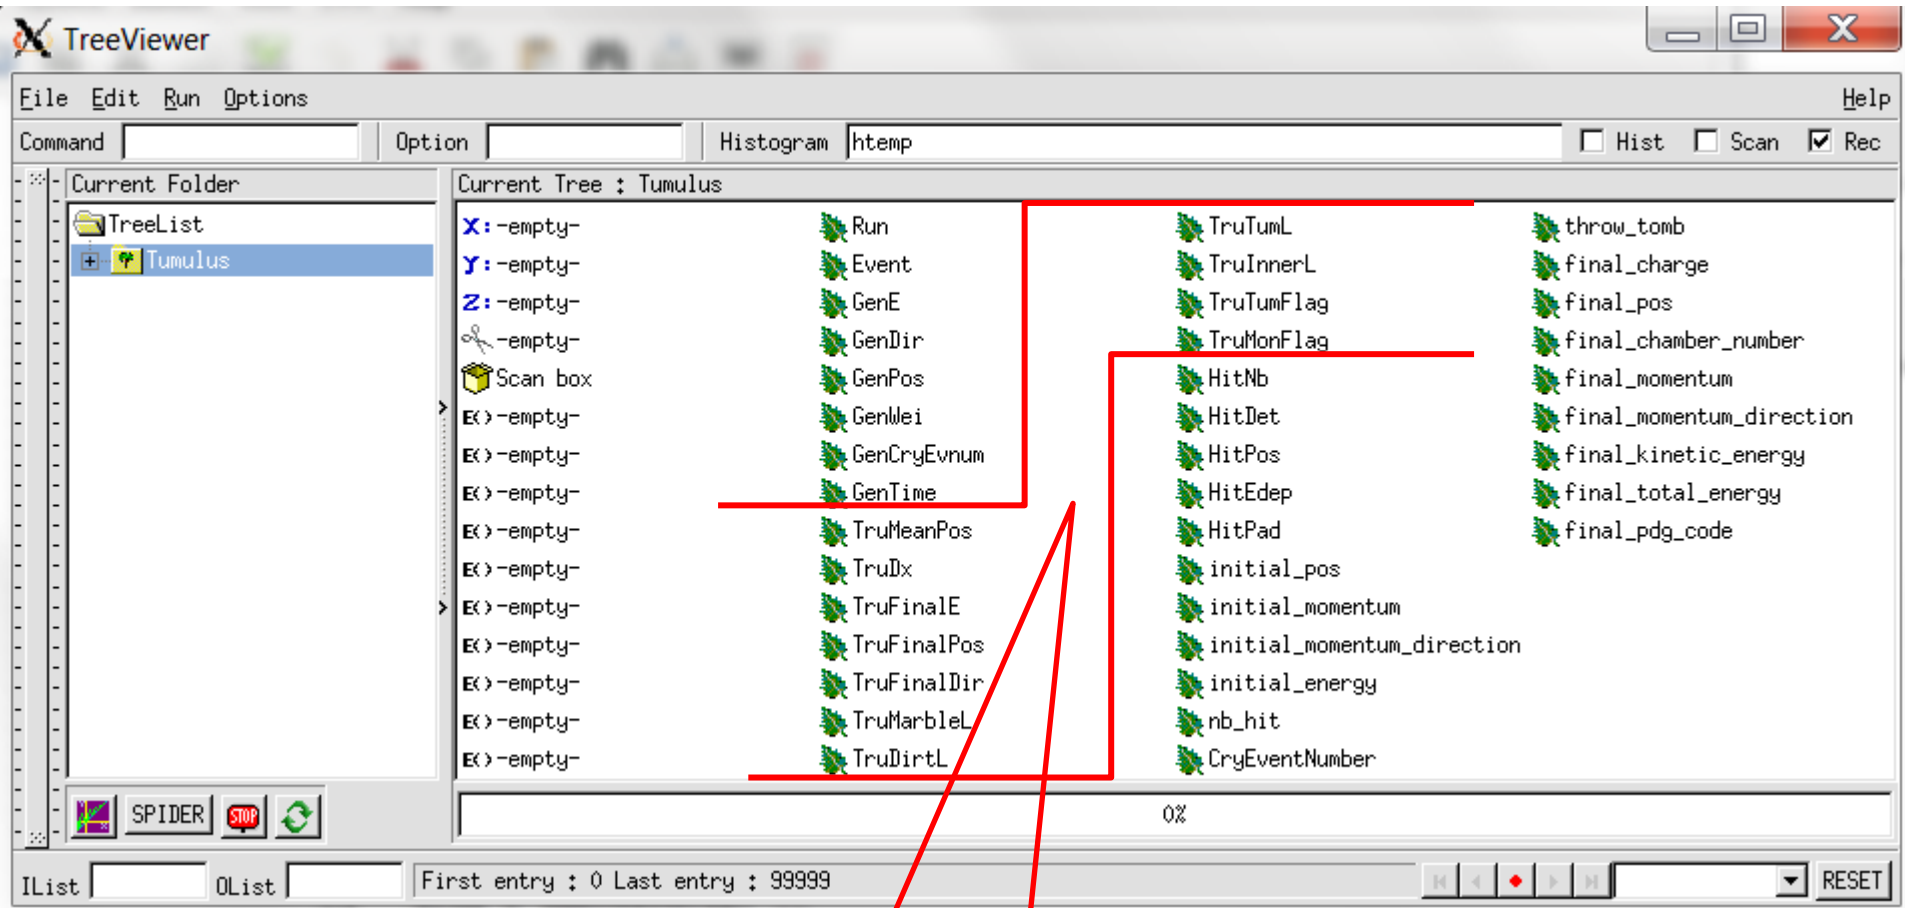 TreeViewer
File Edit Run Options Help
Command Option Histogram htemp Hist Scan Rec
Current Folder
TreeList
Tumulus
Current Tree : Tumulus
X: -empty-
Y: -empty-
Z: -empty-
-empty-
Scan box
E() -empty-
E() -empty-
E() -empty-
E() -empty-
E() -empty-
E() -empty-
E() -empty-
E() -empty-
E() -empty-
E() -empty-
Run
Event
GenE
GenDir
GenPos
GenWei
GenCryEvnum
GenTime
TruMeanPos
TruDx
TruFinalE
TruFinalPos
TruFinalDir
TruMarbleL
TruDirtL
TruTumL
TruInnerL
TruTumFlag
TruMonFlag
HitNb
HitDet
HitPos
HitEdep
HitPad
initial_pos
initial_momentum
initial_momentum_direction
initial_energy
nb_hit
CryEventNumber
throw_tomb
final_charge
final_pos
final_chamber_number
final_momentum
final_momentum_direction
final_kinetic_energy
final_total_energy
final_pdg_code
SPIDER STOP
0%
IList OList First entry : 0 Last entry : 99999 RESET